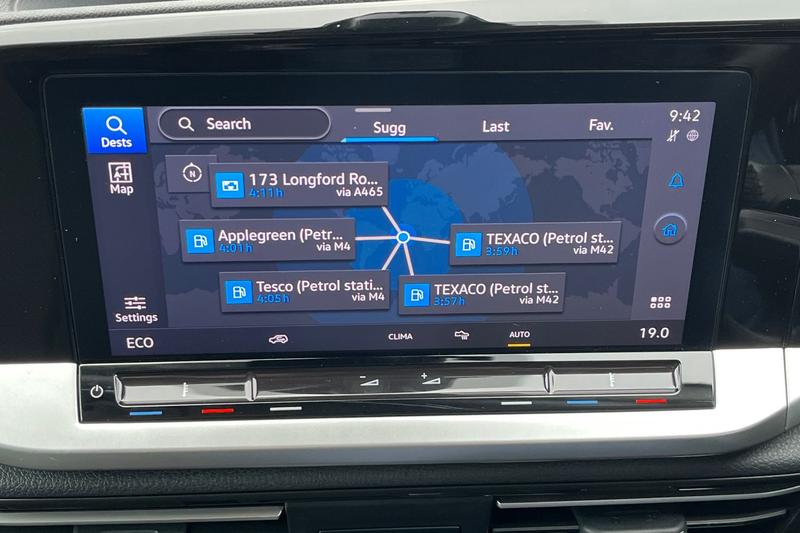 Dests
Search
Sugg
Last
Fav.
9:42
Map
N
173 Longford Ro...
4:11h
via A465
Applegreen (Petr...
4:01h
via M4
TEXACO (Petrol st...
3:59h
via M42
Tesco (Petrol stati...
4:05h
via M4
TEXACO (Petrol st...
3:57h
via M42
Settings
ECO
CLIMA
AUTO
19.0